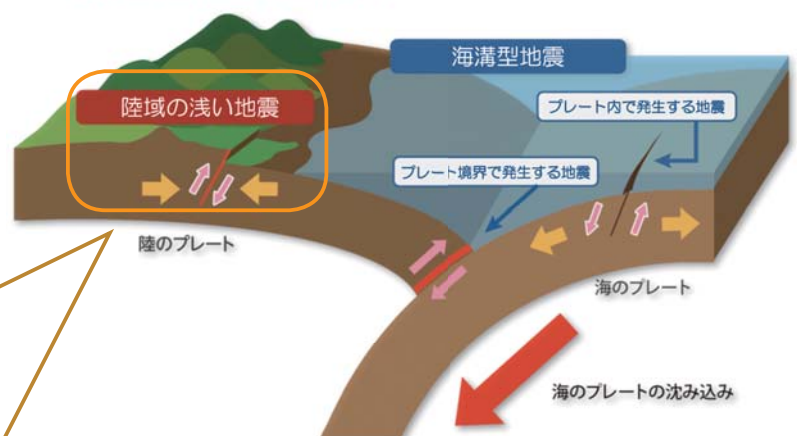 海溝型地震
陸域の浅い地震
プレート内で発生する地震
プレート境界で発生する地震
陸のプレート
海のプレート
海のプレートの沈み込み